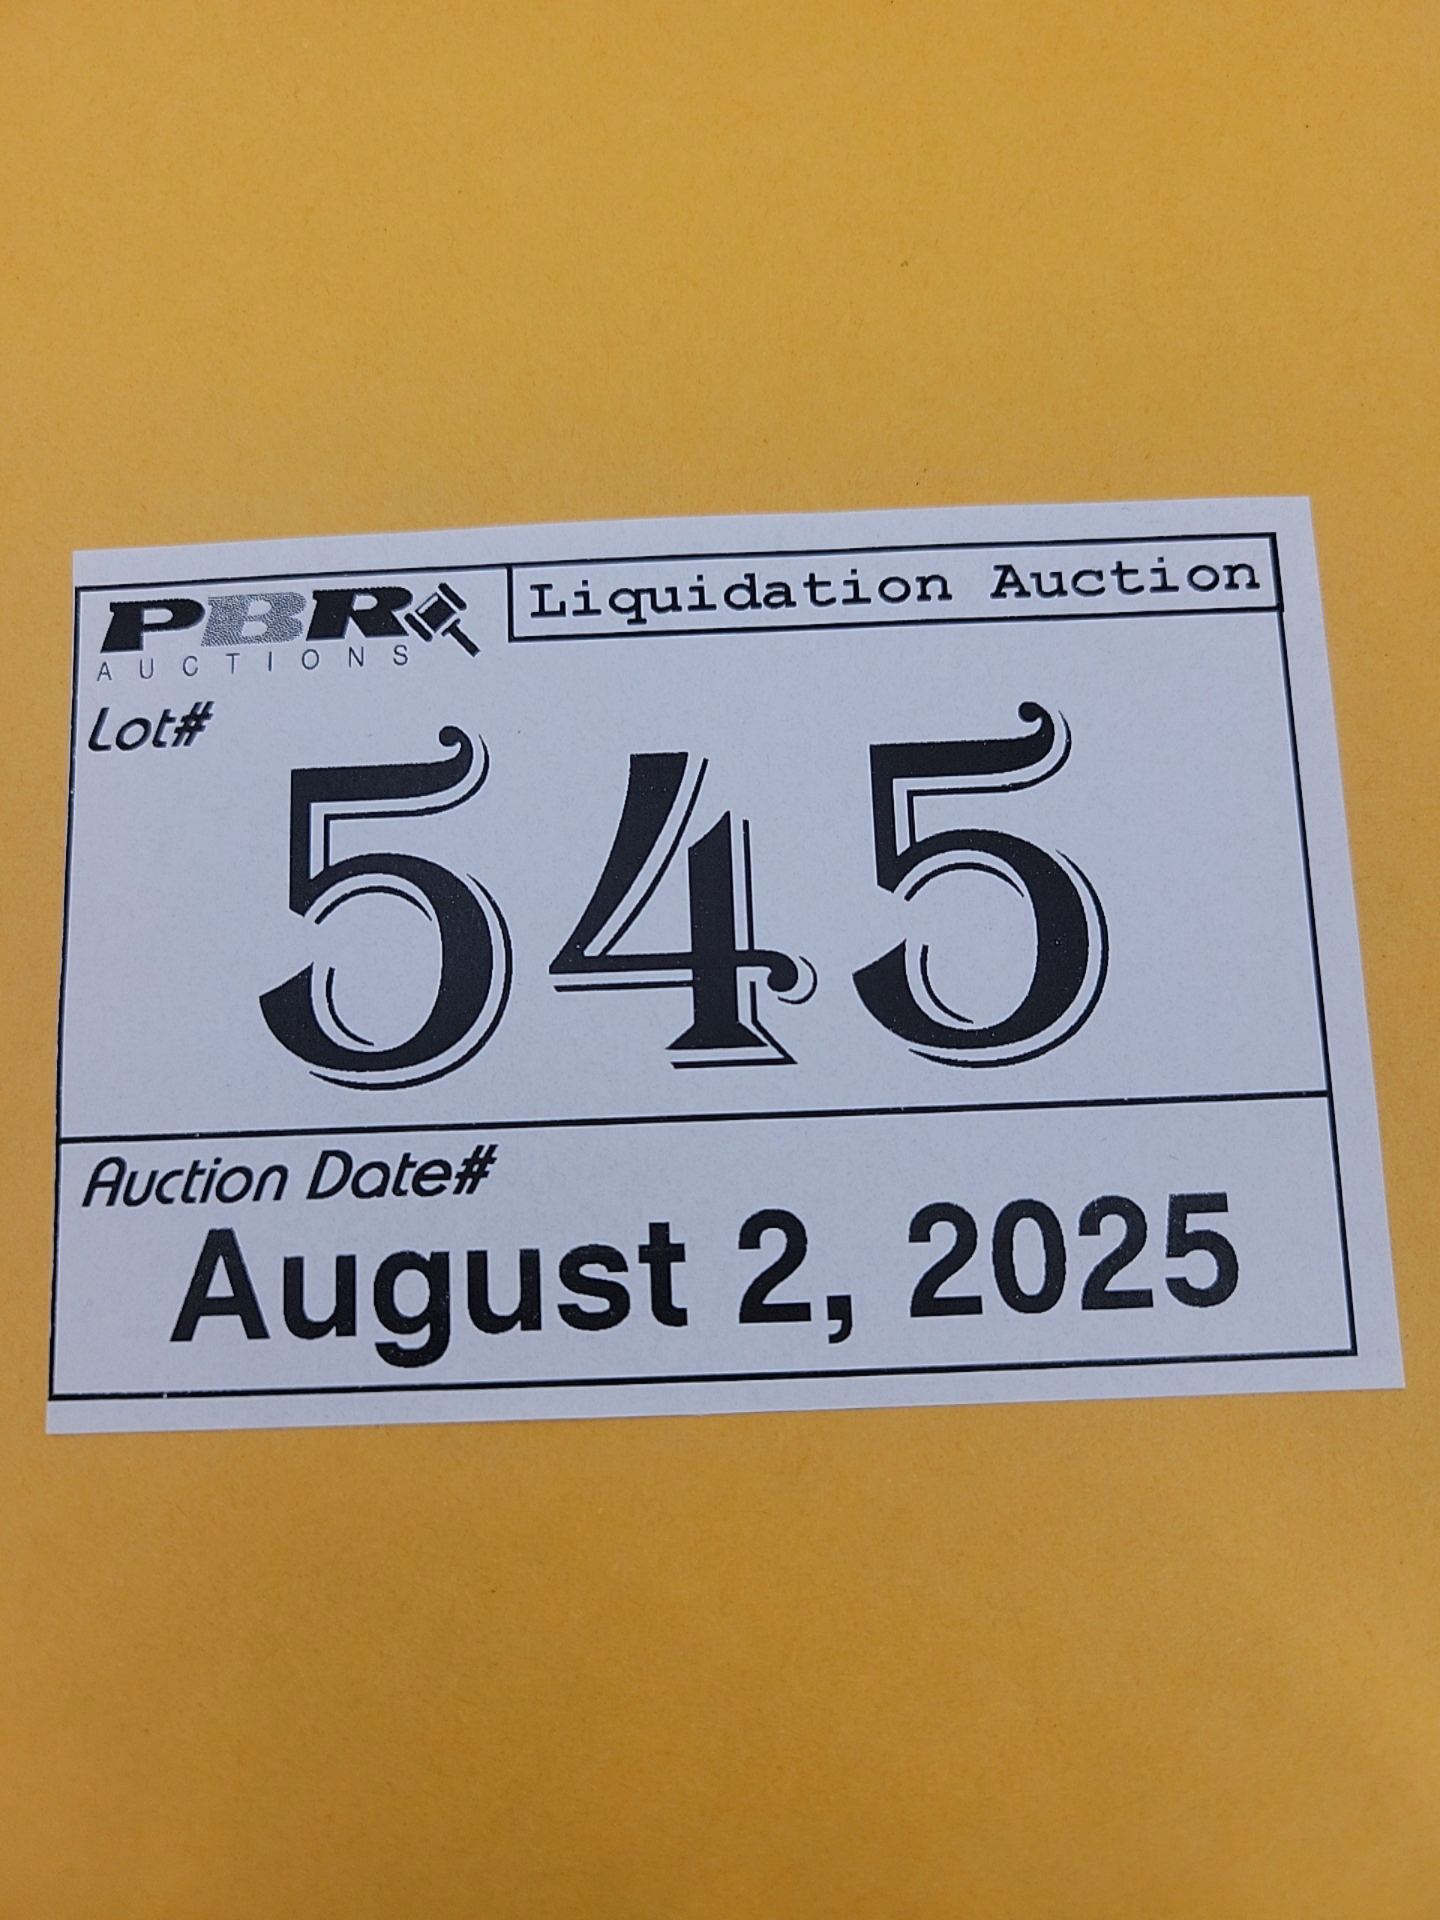 PBR
AUCTIONS
Liquidation Auction
Lot#
545
Auction Date#
August 2, 2025